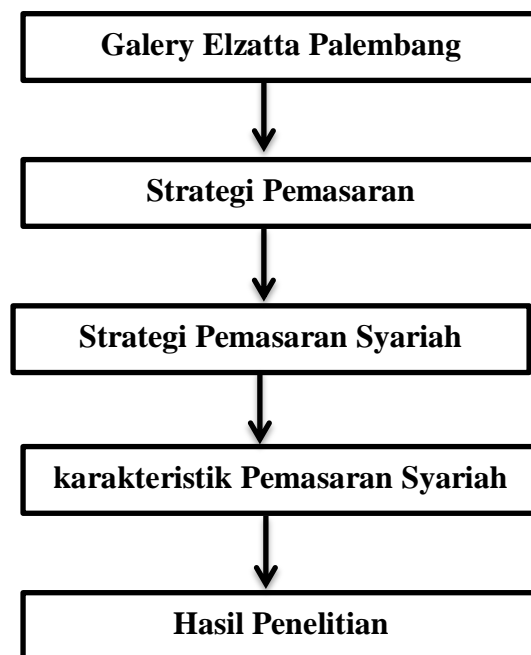 Galery Elzatta Palembang
Strategi Pemasaran
Strategi Pemasaran Syariah
karakteristik Pemasaran Syariah
Hasil Penelitian